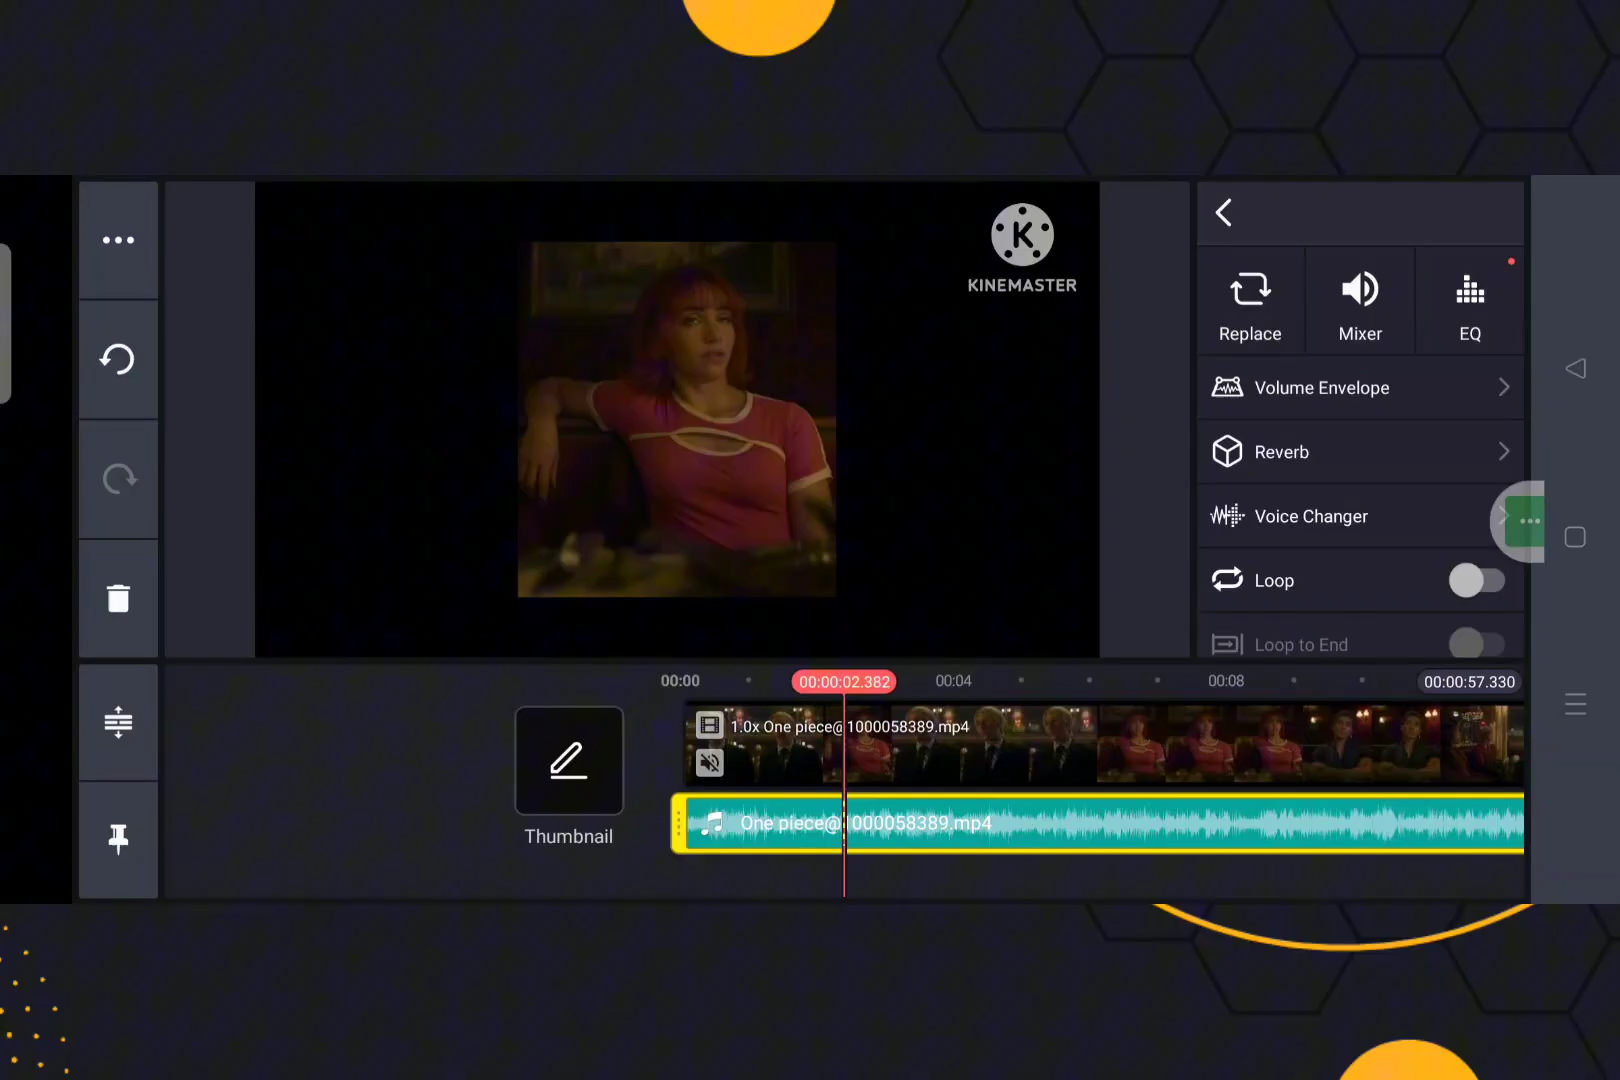 K
KINEMASTER
Replace
Mixer
EQ
Volume Envelope
Reverb
Voice Changer
Loop
Loop to End
00:00
00:00:02.382
00:04
00:08
00:00:57.330
1.0x One piece@1000058389.mp4
Thumbnail
One piece@1000058389.mp4